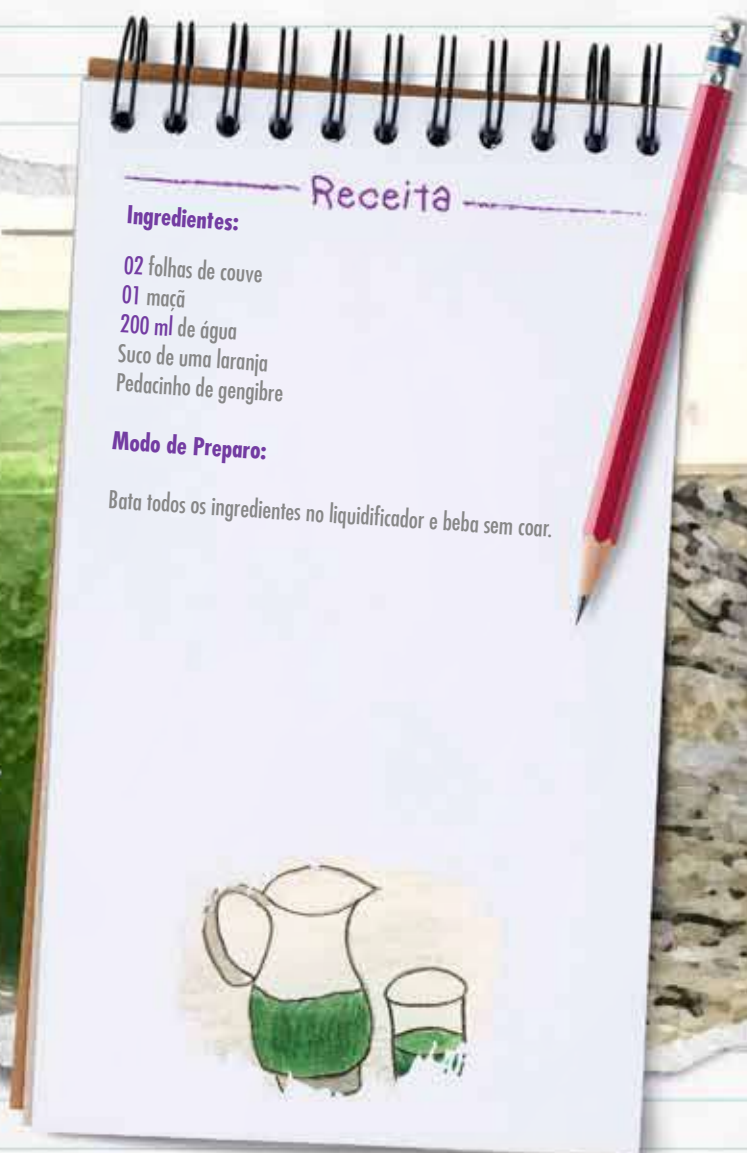 Receita
Ingredientes:
02 folhas de couve
01 maçã
200 ml de água
Suco de uma laranja
Pedacinho de gengibre
Modo de Preparo:
Bata todos os ingredientes no liquidificador e beba sem coar.